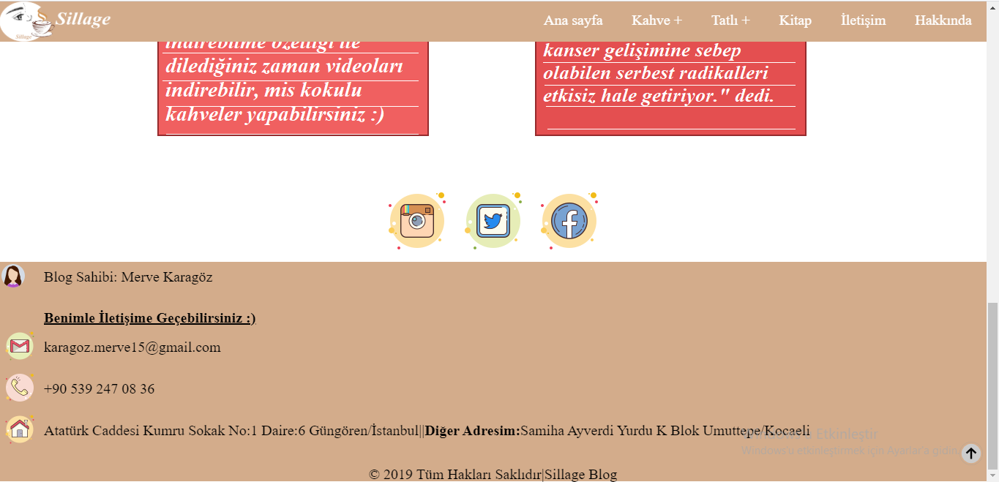 Sillage
Sillage
Ana sayfa Kahve + Tatlı + Kitap İletişim Hakkında
indirebilme özelliği ile
dilediğiniz zaman videoları
indirebilir, mis kokulu
kahveler yapabilirsiniz :)
kanser gelişimine sebep
olabilen serbest radikalleri
etkisiz hale getiriyor." dedi.
Blog Sahibi: Merve Karagöz
Benimle İletişime Geçebilirsiniz :)
karagoz.merve15@gmail.com
+90 539 247 08 36
Atatürk Caddesi Kumru Sokak No:1 Daire:6 Güngören/İstanbul||Diğer Adresim:Samiha Ayverdi Yurdu K Blok Umuttepe/Kocaeli
Windows'u Etkinleştir
Windows'u etkinleştirmek için Ayarlar'a gidin.
© 2019 Tüm Hakları Saklıdır|Sillage Blog